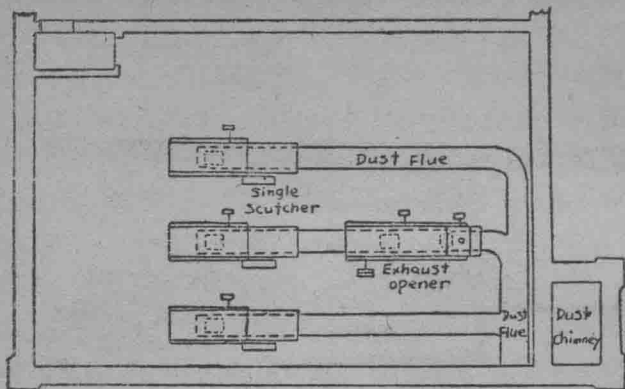 Dust Flue
Single
Scutcher
Exhaust
opener
Dust
Flue
Dust
Chimney